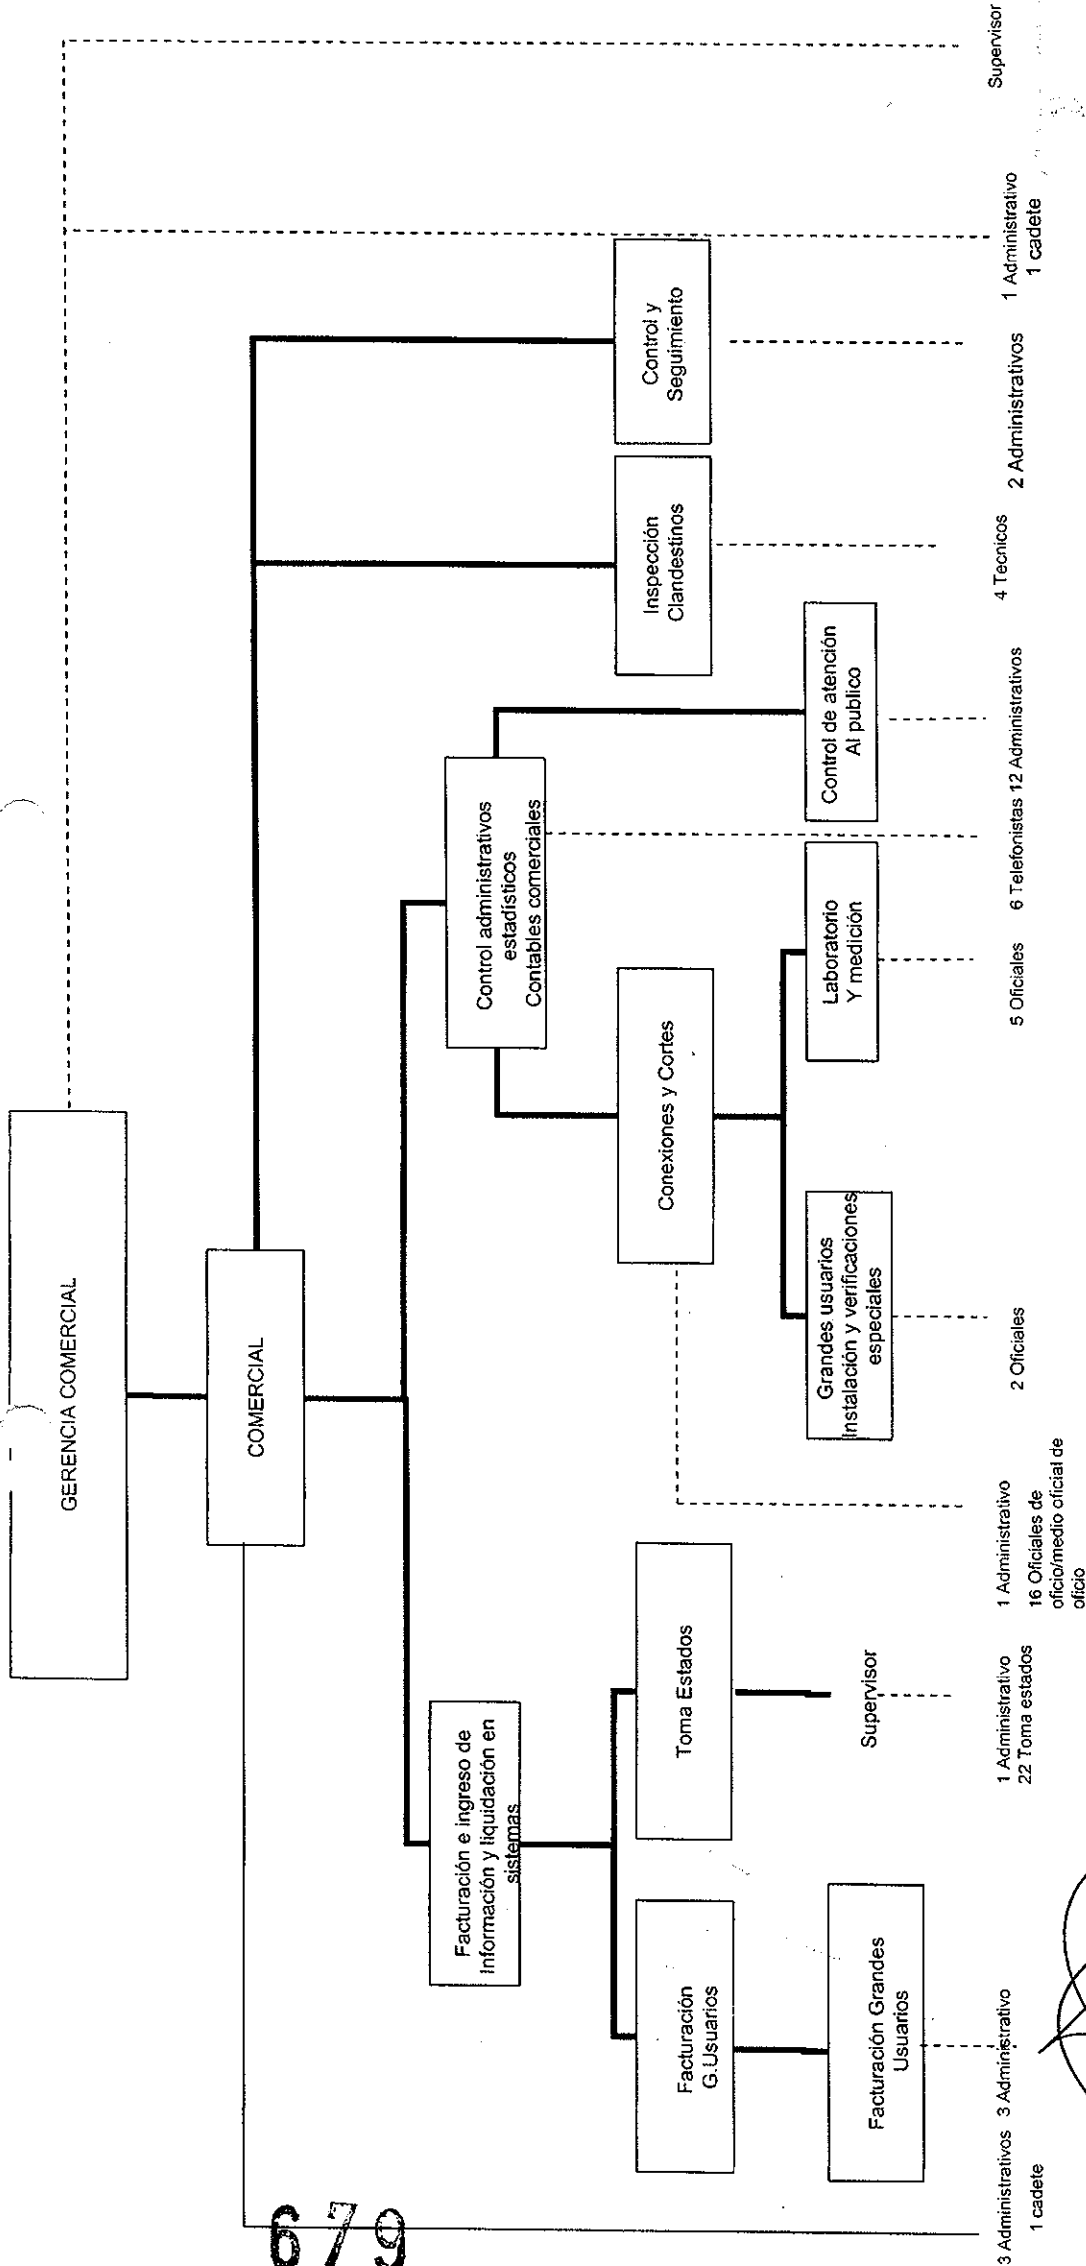 GERENCIA COMERCIAL
COMERCIAL
Facturación e ingreso de
Información y liquidación en
sistemas
Control administrativos
estadísticos
Contables comerciales
Facturación
G.Usuarios
Toma Estados
Conexiones y Cortes
Inspección
Clandestinos
Control y
Seguimiento
Facturación Grandes
Usuarios
Supervisor
Grandes usuarios
Instalación y verificaciones
especiales
Laboratorio
Y medición
Control de atención
Al publico
3 Administrativos
1 cadete
3 Administrativo
1 Administrativo
22 Toma estados
1 Administrativo
16 Oficiales de
oficio/medio oficial de
oficio
2 Oficiales
5 Oficiales
6 Telefonistas
12 Administrativos
4 Tecnicos
2 Administrativos
1 Administrativo
1 cadete
Supervisor
679